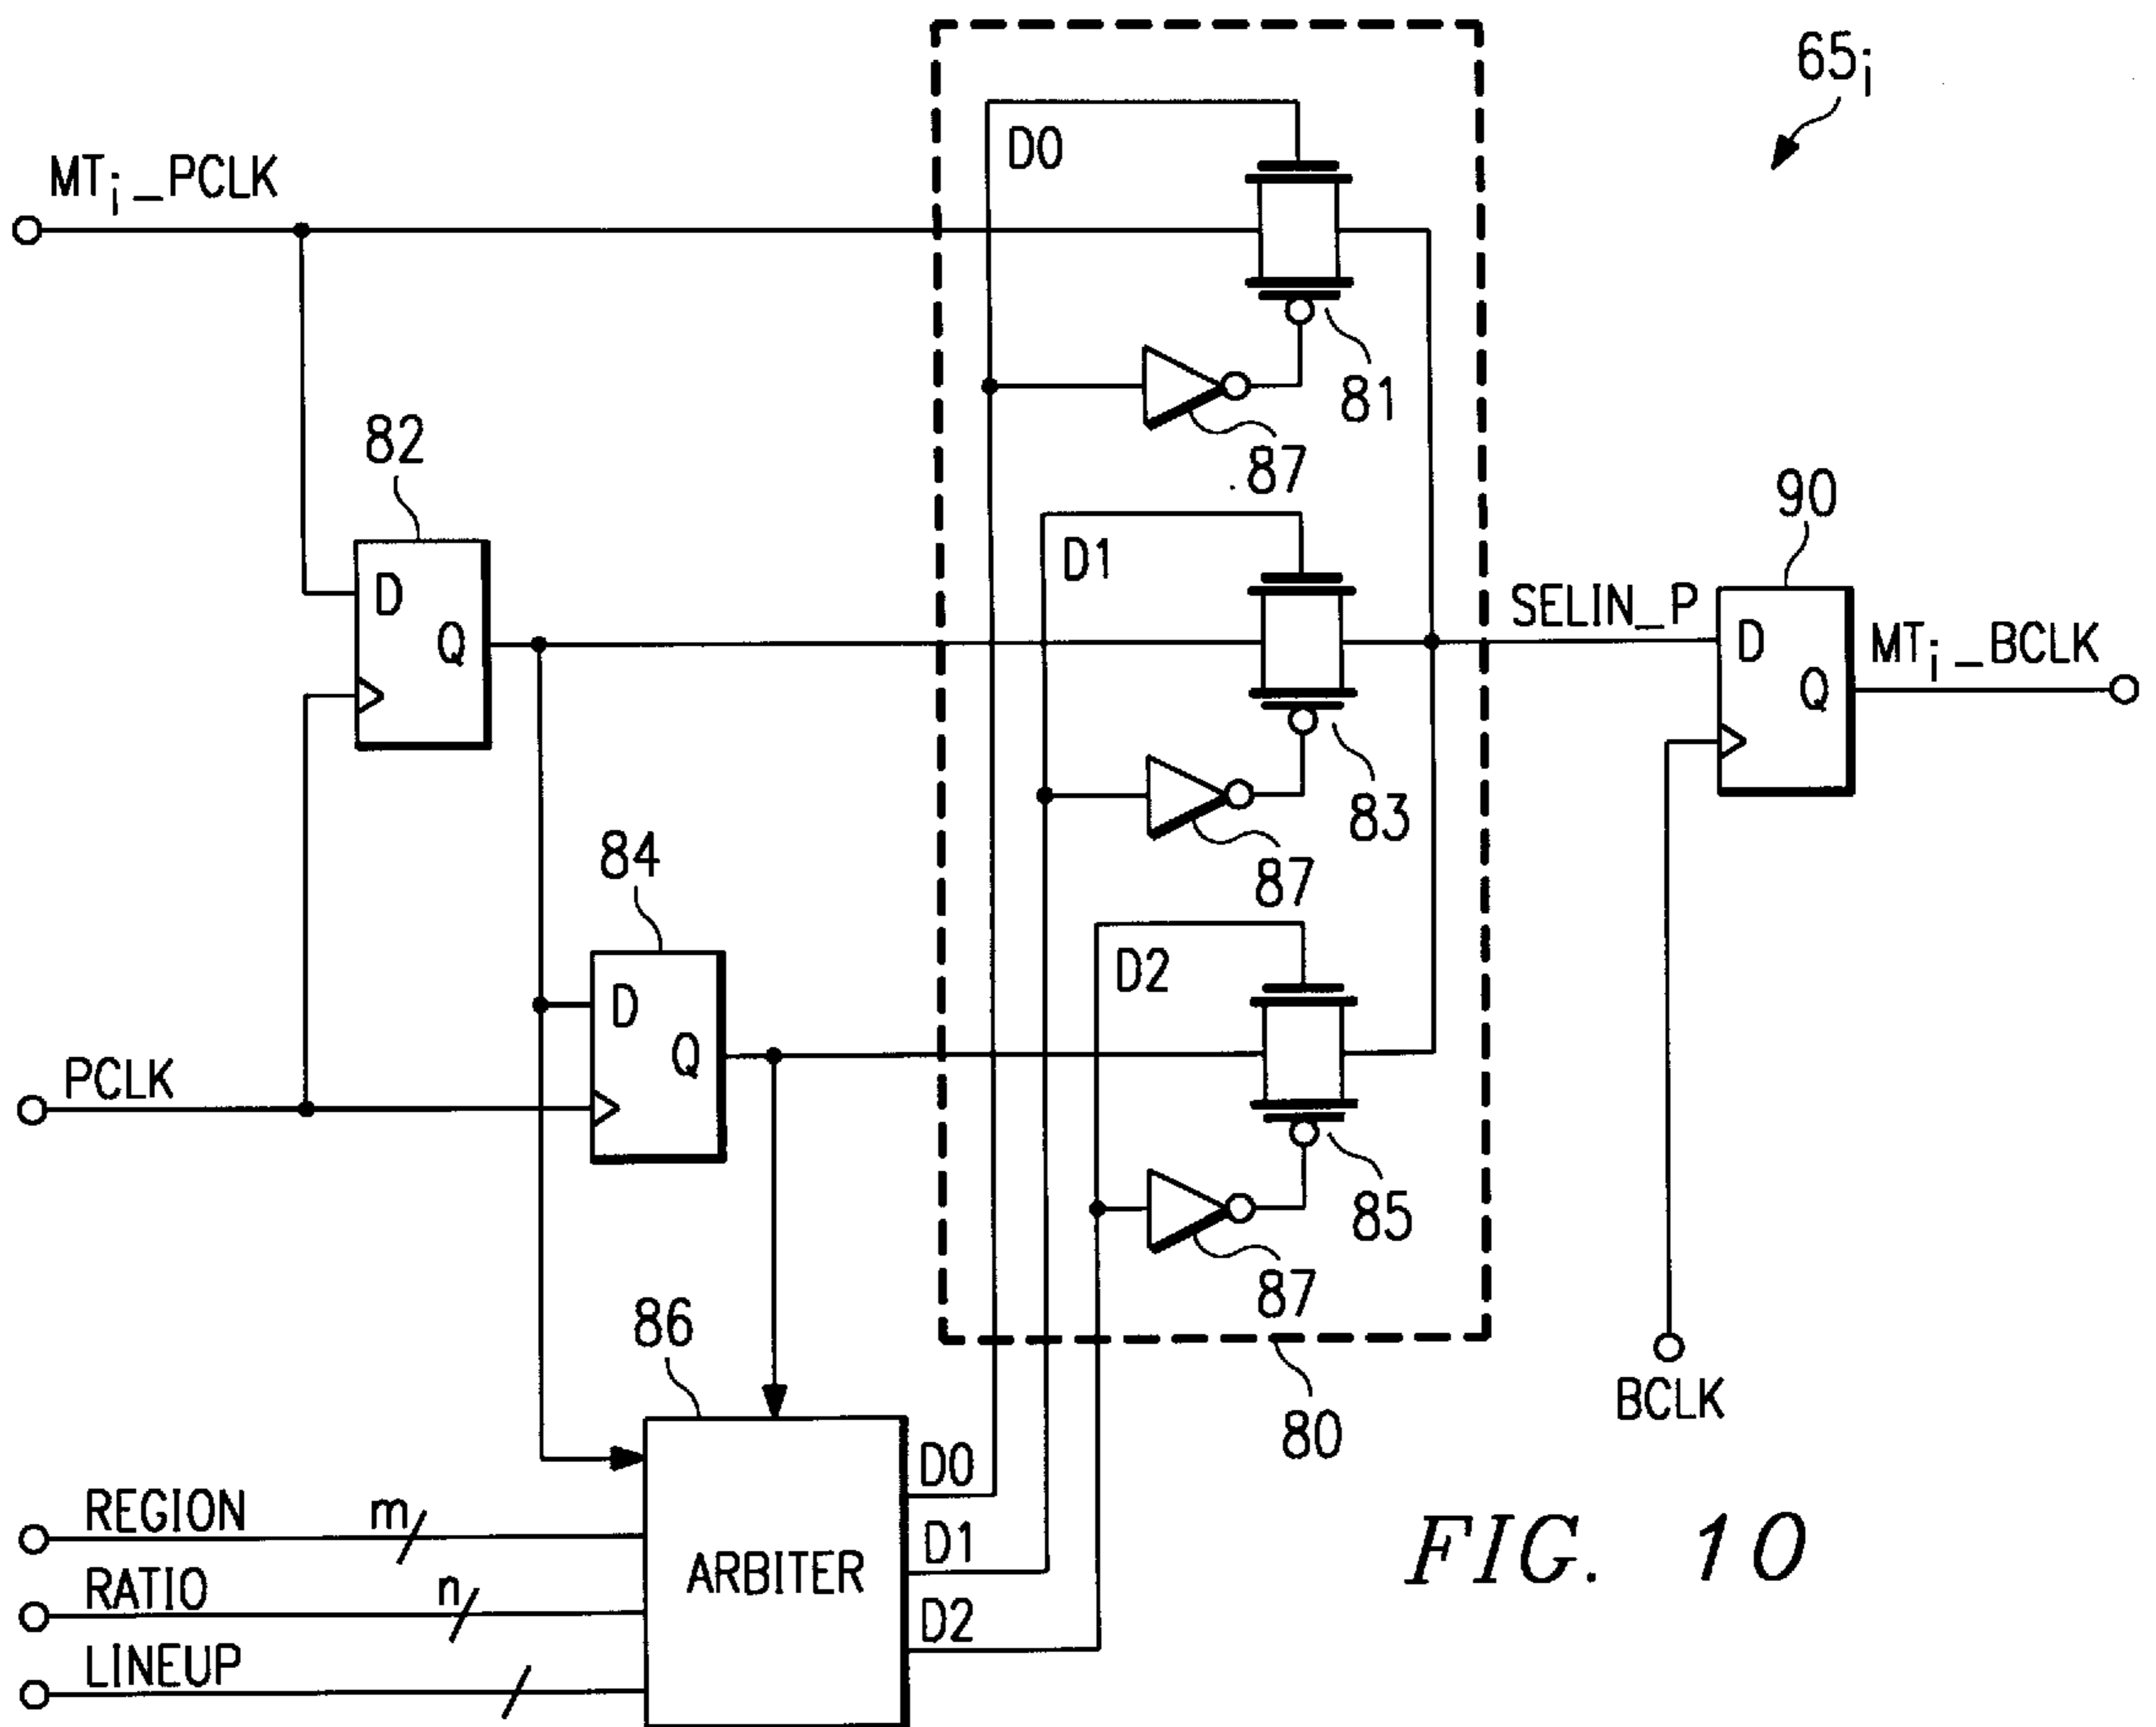 65i
D0
MTi_PCLK
81
87
82
D
Q
D1
90
SELIN_P
D
Q
MTi_BCLK
83
87
84
D
Q
D2
PCLK
85
87
86
BCLK
80
D0
REGION
m
D1
ARBITER
RATIO
n
D2
LINEUP
FIG. 10